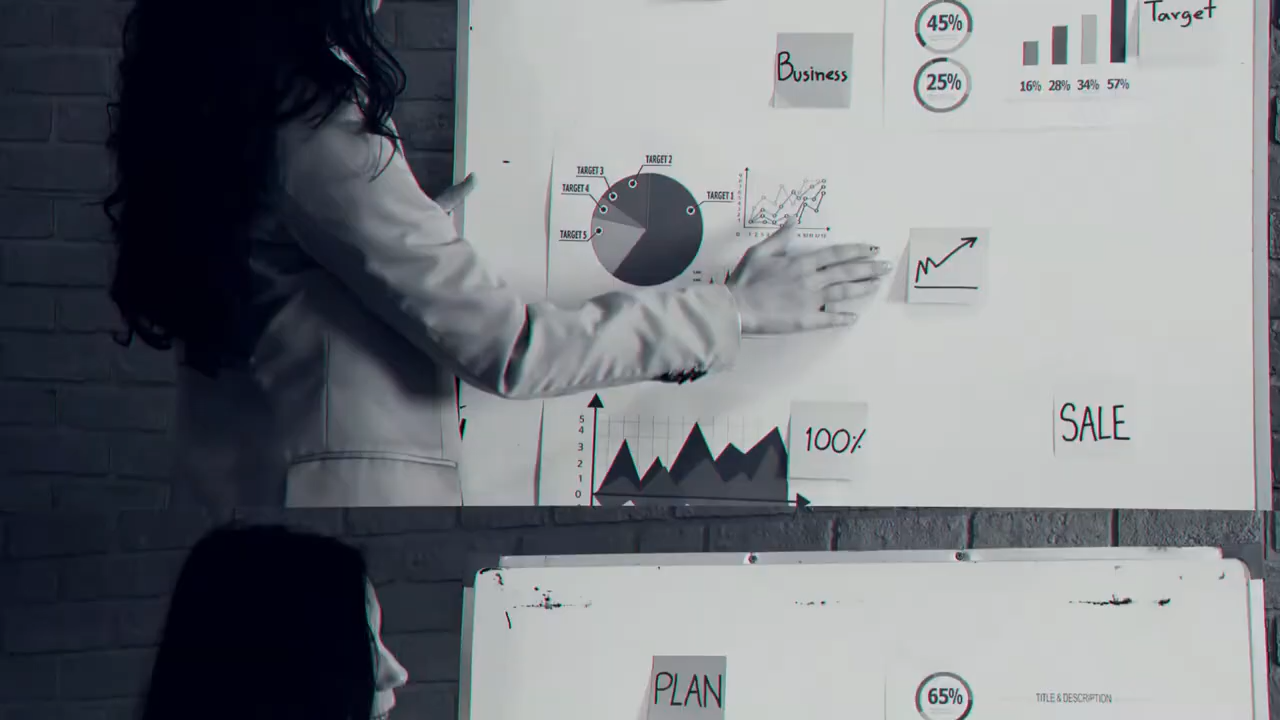 Target
45%
Business
25%
16% 28% 34% 57%
TARGET 2
TARGET 3
TARGET 4
TARGET 1
TARGET 5
5
4
3
2
1
0
100%
SALE
PLAN
65%
TITLE & DESCRIPTION